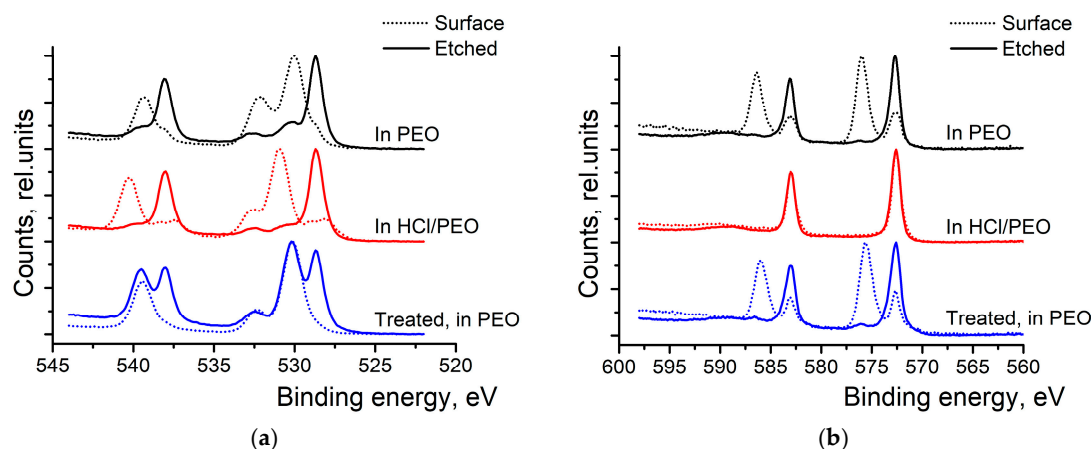 Surface
Etched
Counts, rel.units
In PEO
In HCl/PEO
Treated, in PEO
545 540 535 530 525 520
Binding energy, eV
(a)
Surface
Etched
Counts, rel.units
In PEO
In HCl/PEO
Treated, in PEO
600 595 590 585 580 575 570 565 560
Binding energy, eV
(b)